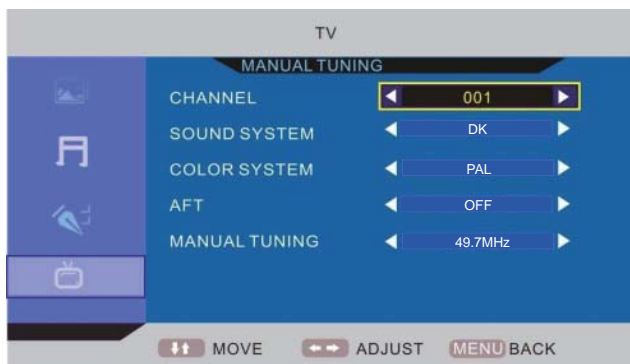 TV
MANUAL TUNING
CHANNEL 001
SOUND SYSTEM DK
COLOR SYSTEM PAL
AFT OFF
MANUAL TUNING 49.7MHz
MOVE ADJUST MENU BACK